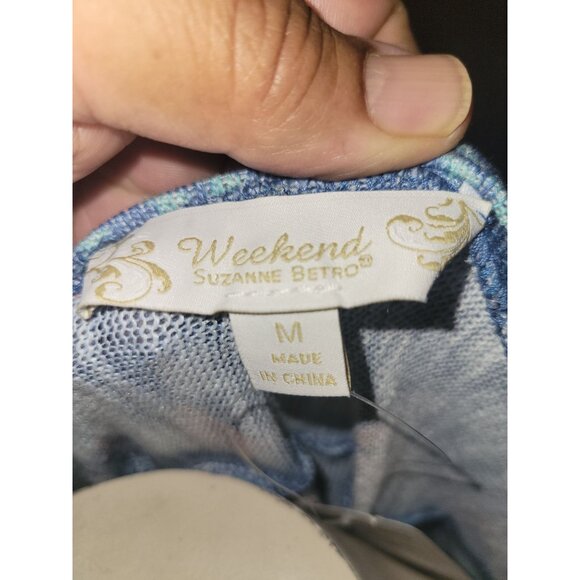 Weekend
SUZANNE BETRO®
M
MADE
IN CHINA